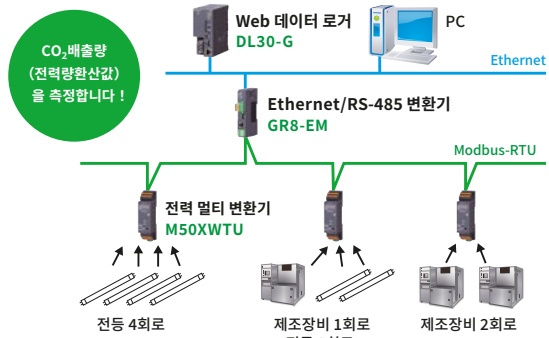 Web 데이터 로거
DL30-G
PC
CO₂배출량
(전력량환산값)
을 측정합니다 !
Ethernet
Ethernet/RS-485 변환기
GR8-EM
Modbus-RTU
전력 멀티 변환기
M50XWTU
전등 4회로
제조장비 1회로
제조장비 2회로